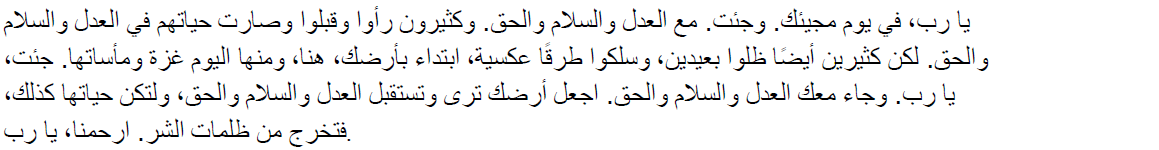 يا رب، في يوم مجيئك. وجئت. مع العدل والسلام والحق. وكثيرون رأوا وقبلوا وصارت حياتهم في العدل والسلام
والحق. لكن كثيرين أيضًا ظلوا بعيدين، وسلكوا طرقًا عكسية، ابتداء بأرضك، هنا، ومنها اليوم غزة ومأساتها. جئت،
يا رب. وجاء معك العدل والسلام والحق. اجعل أرضك ترى وتستقبل العدل والسلام والحق، ولتكن حياتها كذلك،
فتخرج من ظلمات الشر. ارحمنا، يا رب.